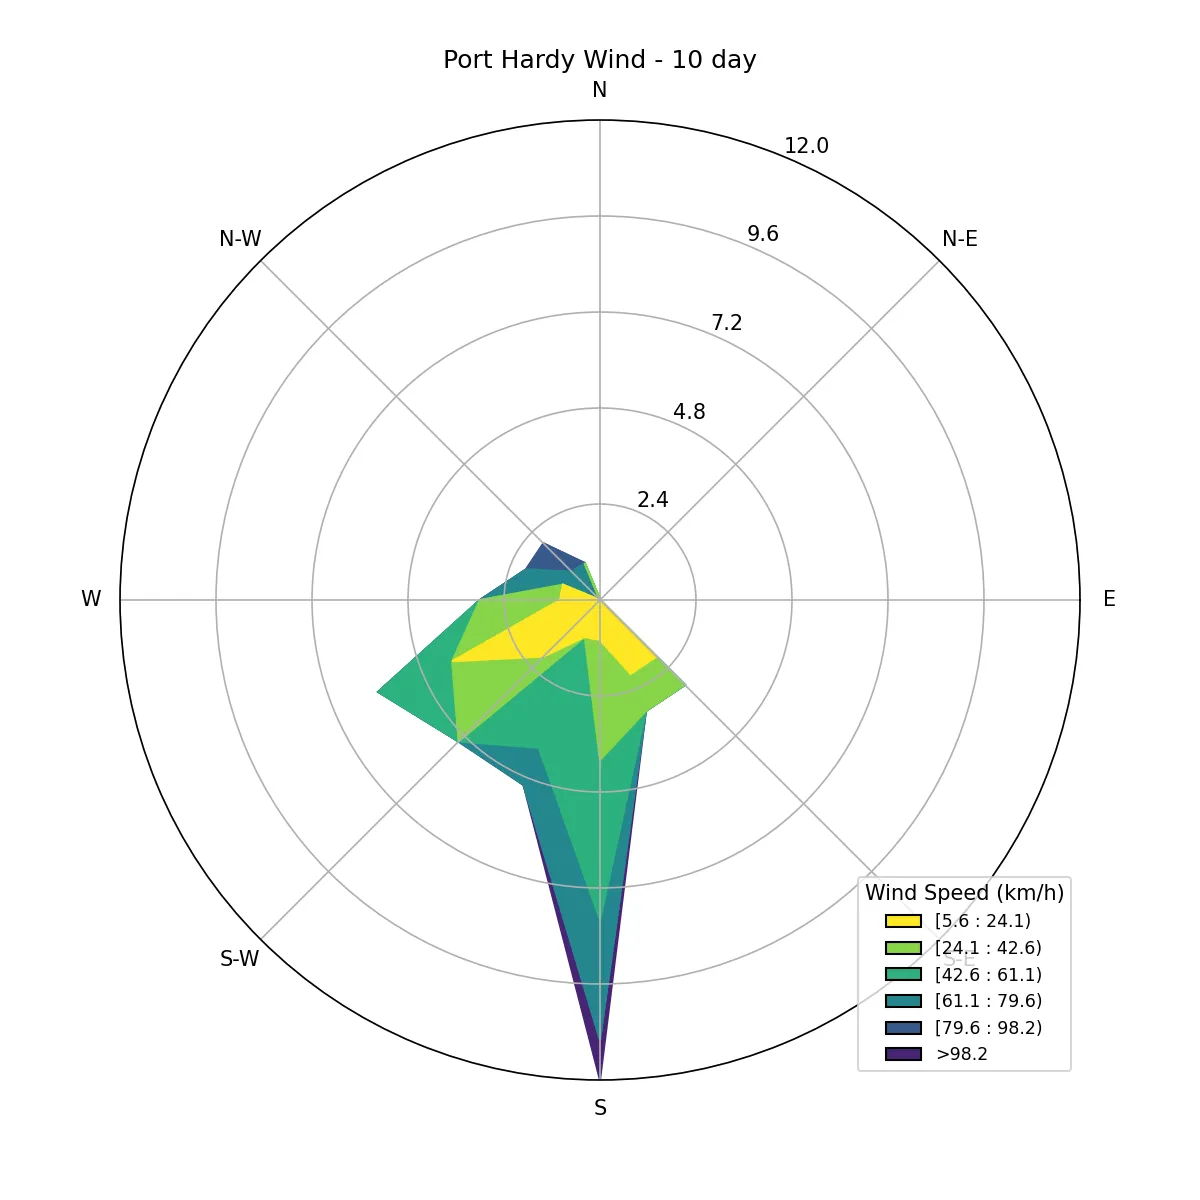 Port Hardy Wind - 10 day
N
12.0
N-W
9.6
N-E
7.2
4.8
2.4
W
E
S-W
S-E
Wind Speed (km/h)
[5.6 : 24.1)
[24.1 : 42.6)
[42.6 : 61.1)
[61.1 : 79.6)
[79.6 : 98.2)
>98.2
S